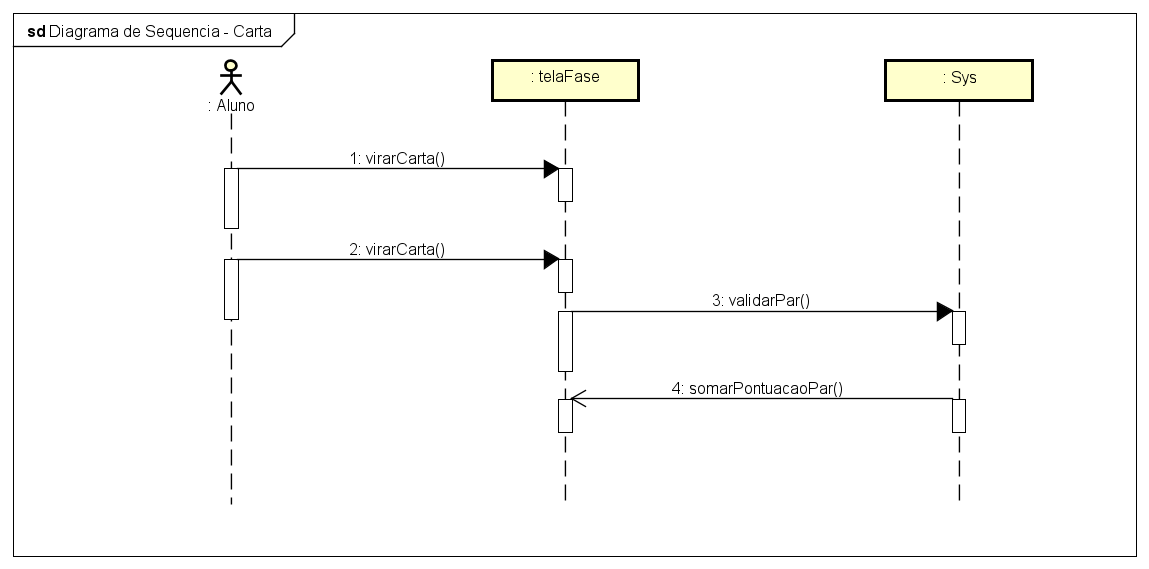 sd Diagrama de Sequencia - Carta
: Aluno
: telaFase
: Sys
1: virarCarta()
2: virarCarta()
3: validarPar()
4: somarPontuacaoPar()